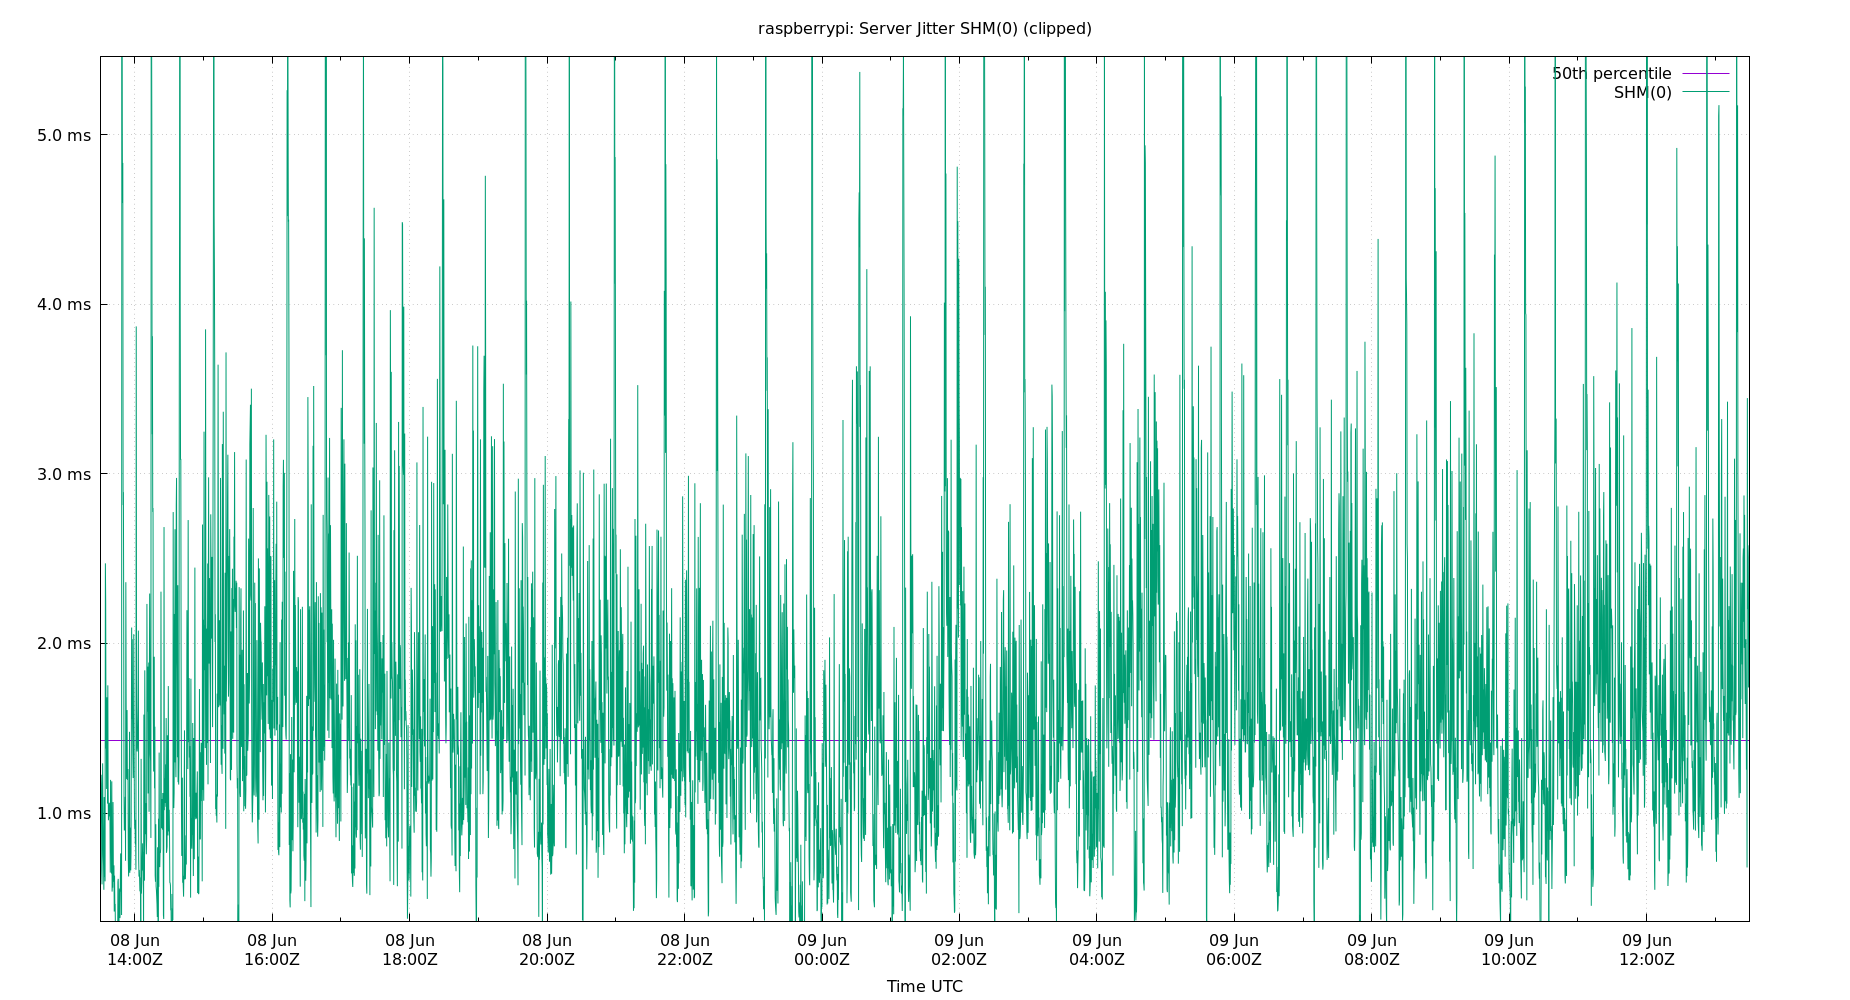 raspberrypi: Server Jitter SHM(0) (clipped)
50th percentile
SHM(0)
5.0 ms
4.0 ms
3.0 ms
2.0 ms
1.0 ms
08 Jun 08 Jun 08 Jun 08 Jun 08 Jun 09 Jun 09 Jun 09 Jun 09 Jun 09 Jun 09 Jun 09 Jun
14:00Z 16:00Z 18:00Z 20:00Z 22:00Z 00:00Z 02:00Z 04:00Z 06:00Z 08:00Z 10:00Z 12:00Z
Time UTC